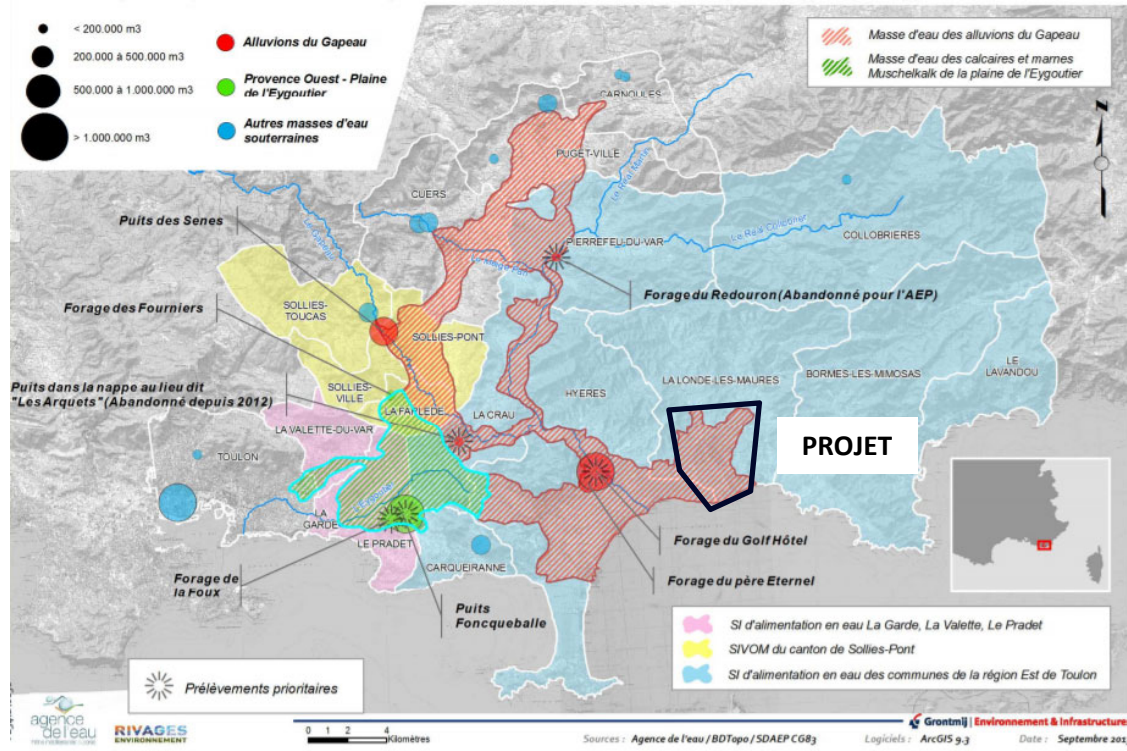 < 200.000 m3
200.000 à 500.000 m3
500.000 à 1.000.000 m3
> 1.000.000 m3
Alluvions du Gapeau
Provence Ouest - Plaine
de l'Eygoutier
Autres masses d'eau
souterraines
Masse d'eau des alluvions du Gapeau
Masse d'eau des calcaires et marnes
Muschelkalk de la plaine de l'Eygoutier
N
CARNOULES
PUGET-VILLE
Le Réal Martin
CUERS
Puits des Senes
Le Gapeau
PIERREFEU-DU-VAR
Le Réal Collobrier
COLLOBRIERES
Forage des Fourniers
SOLLIES-
TOUCAS
SOLLIES-PONT
Forage du Redouron (Abandonné pour l'AEP)
Puits dans la nappe au lieu dit
"Les Arquets" (Abandonné depuis 2012)
SOLLIES-
VILLE
LA FARLEDE
LA CRAU
HYERES
LA LONDE-LES-MAURES
BORMES-LES-MIMOSAS
LE
LAVANDOU
LA VALETTE-DU-VAR
TOULON
PROJET
L'Eygoutier
LA
GARDE
LE PRADET
CARQUEIRANNE
Forage du Golf Hôtel
Forage de
la Foux
Puits
Foncqueballe
Forage du père Eternel
SI d'alimentation en eau La Garde, La Valette, Le Pradet
SIVOM du canton de Sollies-Pont
SI d'alimentation en eau des communes de la région Est de Toulon
Prélèvements prioritaires
agence
de l'eau
RIVAGES
ENVIRONNEMENT
0 1 2 4
Kilomètres
Grontmij | Environnement & Infrastructure
Sources : Agence de l'eau / BDTopo / SDAEP CG83
Logiciels : ArcGIS 9.3
Date : Septembre